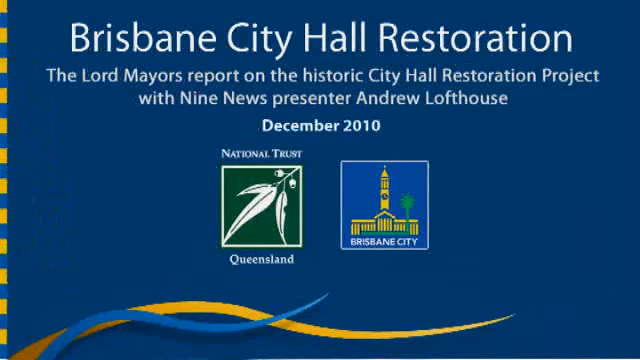 Brisbane City Hall Restoration
The Lord Mayors report on the historic City Hall Restoration Project
with Nine News presenter Andrew Lofthouse
December 2010
NATIONAL TRUST
Queensland
BRISBANE CITY